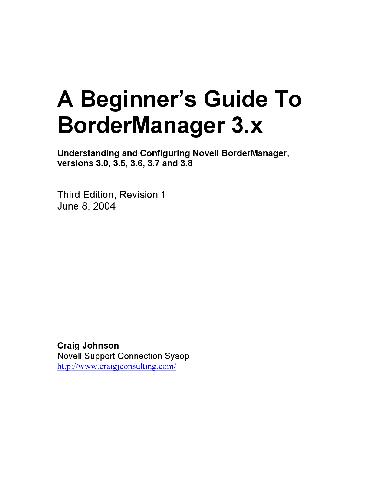 A Beginner's Guide To
BorderManager 3.x
Understanding and Configuring Novell BorderManager,
versions 3.0, 3.5, 3.6, 3.7 and 3.8
Third Edition, Revision 1
June 8, 2004
Craig Johnson
Novell Support Connection Sysop
http://www.craigjconsulting.com/